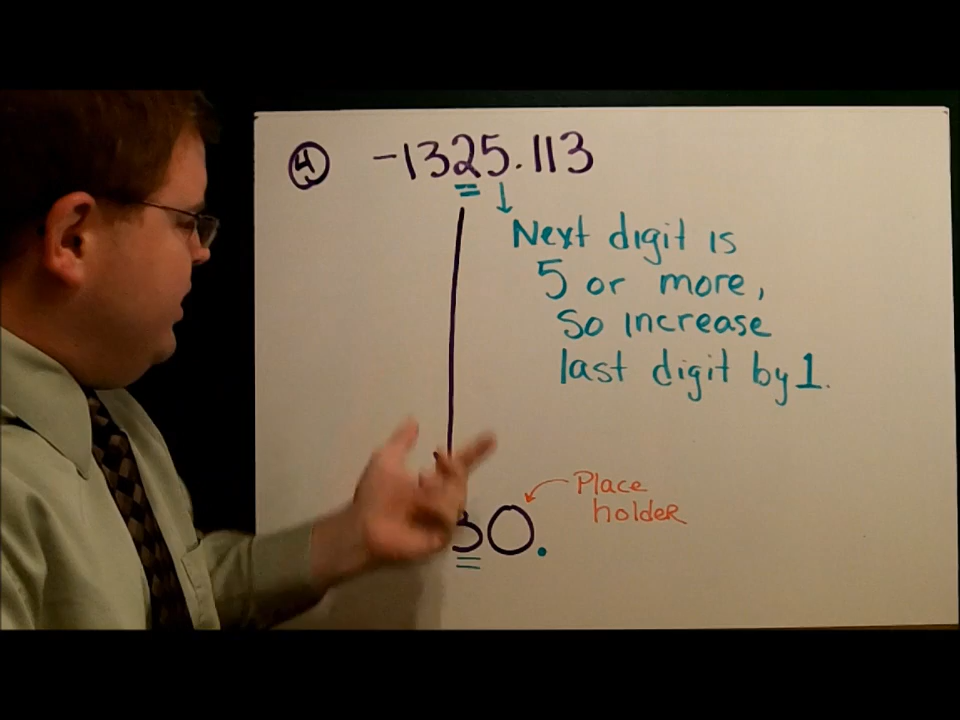 4 -1325.113
Next digit is
5 or more,
So increase
last digit by 1.
Place
holder
30.